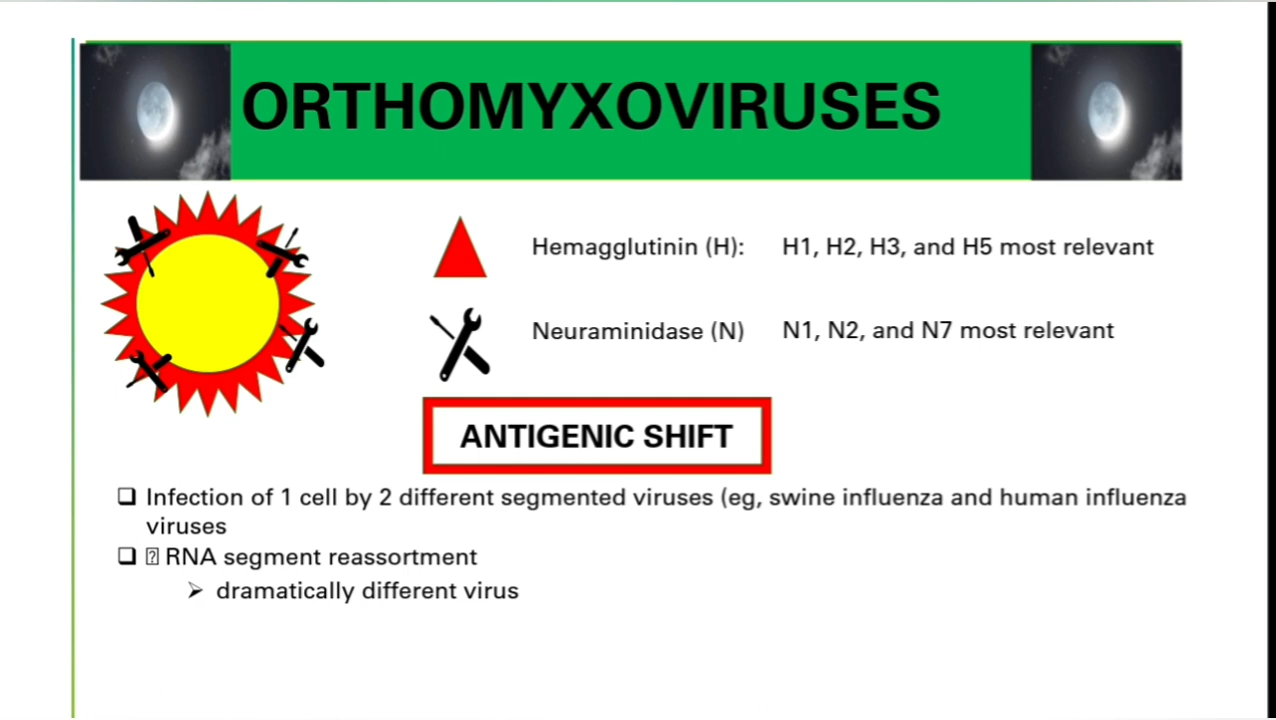 ORTHOMYXOVIRUSES
Hemagglutinin (H): H1, H2, H3, and H5 most relevant
Neuraminidase (N) N1, N2, and N7 most relevant
ANTIGENIC SHIFT
❑ Infection of 1 cell by 2 different segmented viruses (eg, swine influenza and human influenza
viruses
❑ ⍰ RNA segment reassortment
➢ dramatically different virus